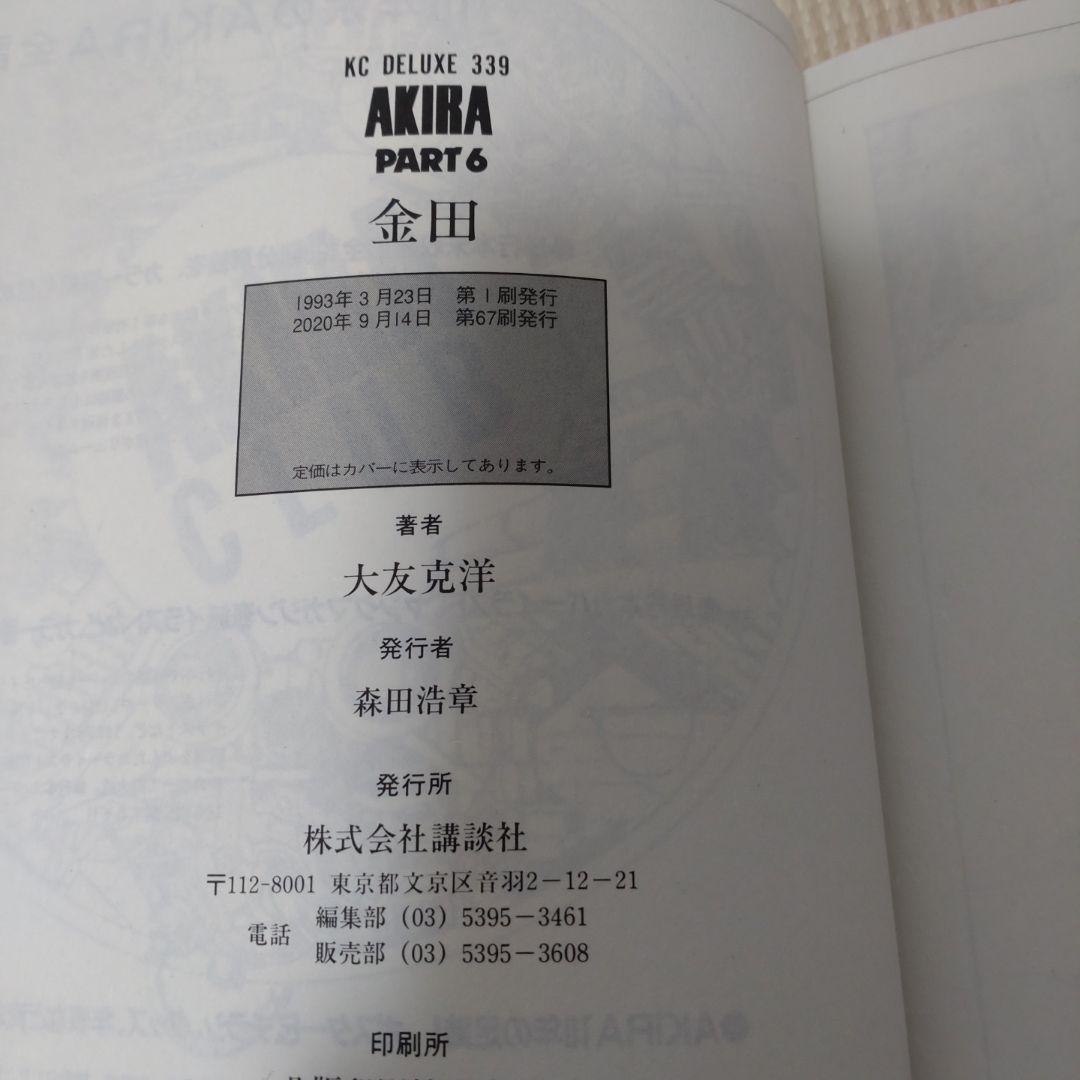 KC DELUXE 339
AKIRA
PART6
金田
1993年3月23日 第1刷発行
2020年9月14日 第67刷発行
定価はカバーに表示してあります。
著者
大友克洋
発行者
森田浩章
発行所
株式会社講談社
〒112-8001 東京都文京区音羽2-12-21
電話
編集部 (03) 5395-3461
販売部 (03) 5395-3608
印刷所